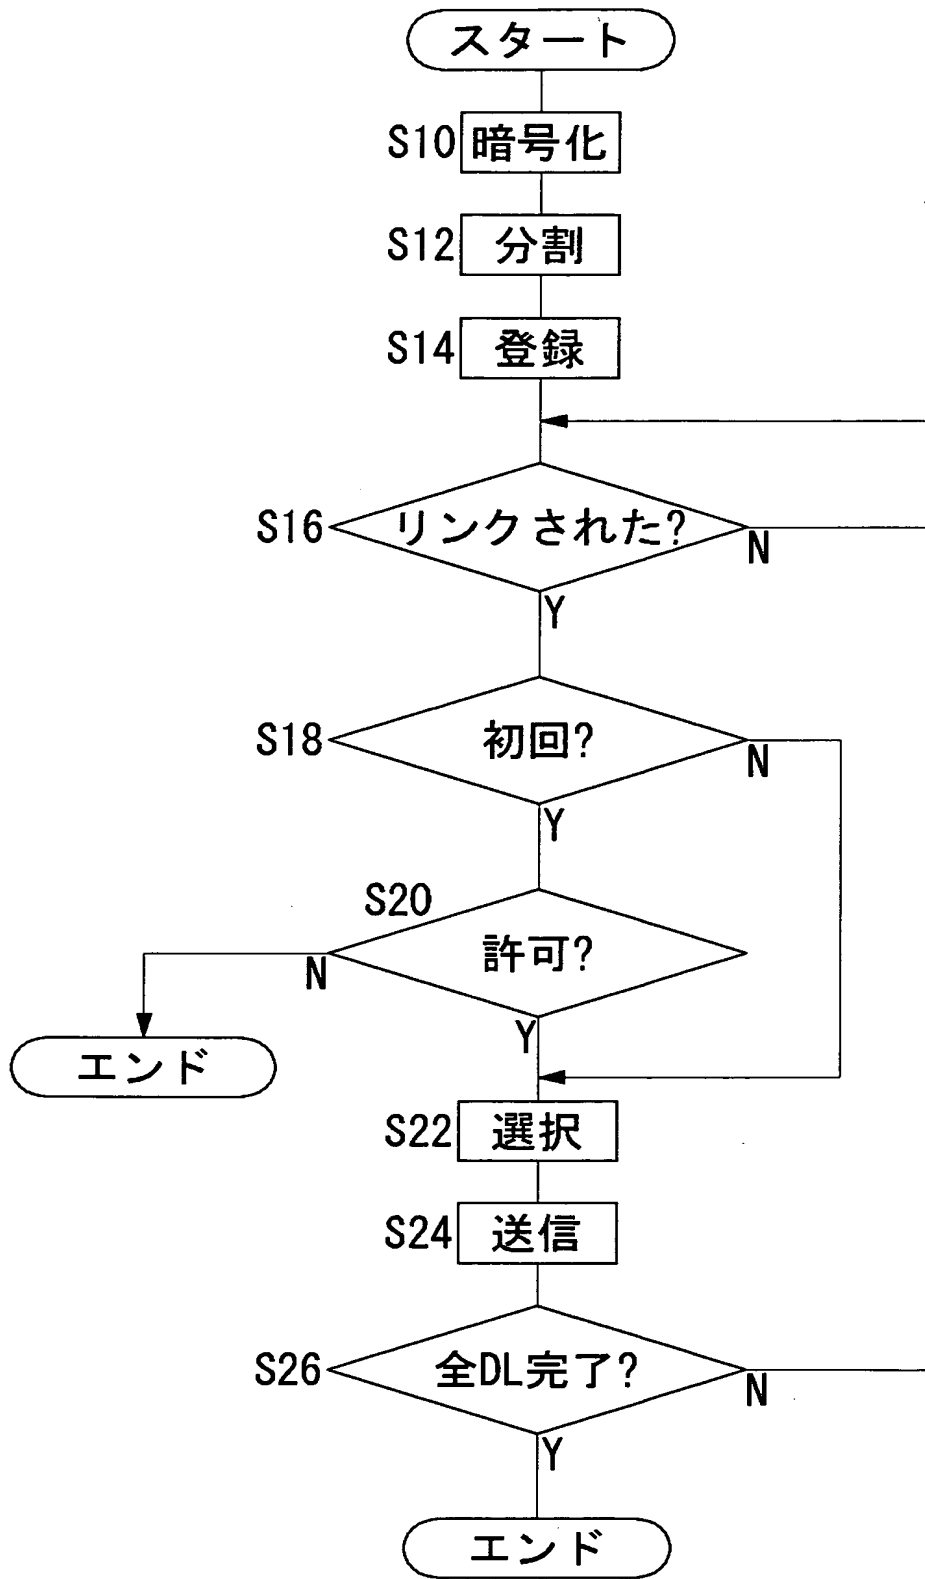 スタート
S10 暗号化
S12 分割
S14 登録
S16 リンクされた? N
Y
S18 初回? N
Y
S20
許可?
N
Y
エンド
S22 選択
S24 送信
S26 全DL完了? N
Y
エンド